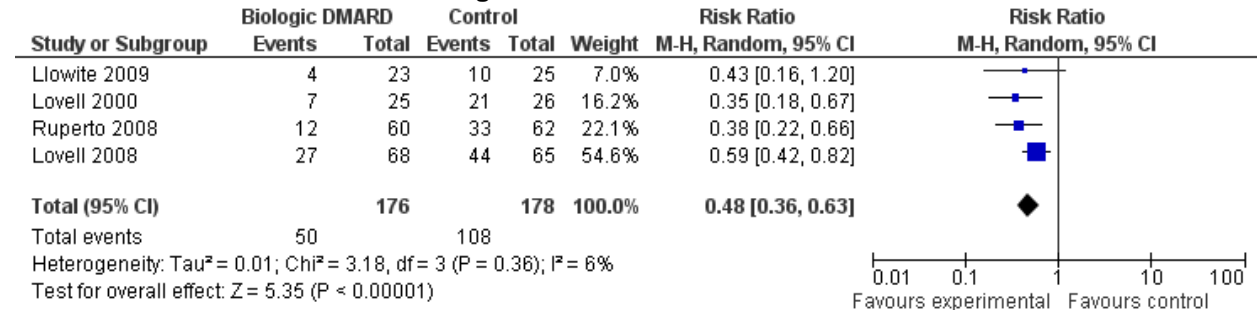 Biologic DMARD Control Risk Ratio Risk Ratio
Study or Subgroup Events Total Events Total Weight M-H, Random, 95% CI M-H, Random, 95% CI
Llowite 2009 4 23 10 25 7.0% 0.43 [0.16, 1.20]
Lovell 2000 7 25 21 26 16.2% 0.35 [0.18, 0.67]
Ruperto 2008 12 60 33 62 22.1% 0.38 [0.22, 0.66]
Lovell 2008 27 68 44 65 54.6% 0.59 [0.42, 0.82]
Total (95% CI) 176 178 100.0% 0.48 [0.36, 0.63]
Total events 50 108
Heterogeneity: Tau² = 0.01; Chi² = 3.18, df = 3 (P = 0.36); I² = 6%
Test for overall effect: Z = 5.35 (P < 0.00001)
0.01 0.1 1 10 100
Favours experimental Favours control